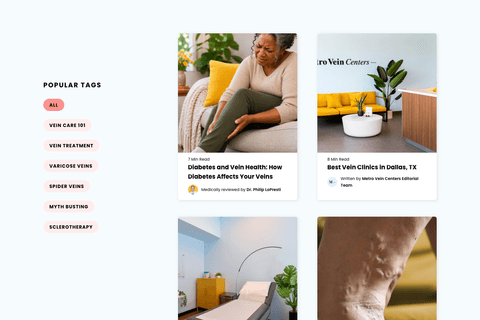 POPULAR TAGS
ALL
VEIN CARE 101
VEIN TREATMENT
VARICOSE VEINS
SPIDER VEINS
MYTH BUSTING
SCLEROTHERAPY
7 Min Read
Diabetes and Vein Health: How
Diabetes Affects Your Veins
Medically reviewed by Dr. Philip LoPresti
tro Vein Centers
8 Min Read
Best Vein Clinics in Dallas, TX
Written by Metro Vein Centers Editorial
Team